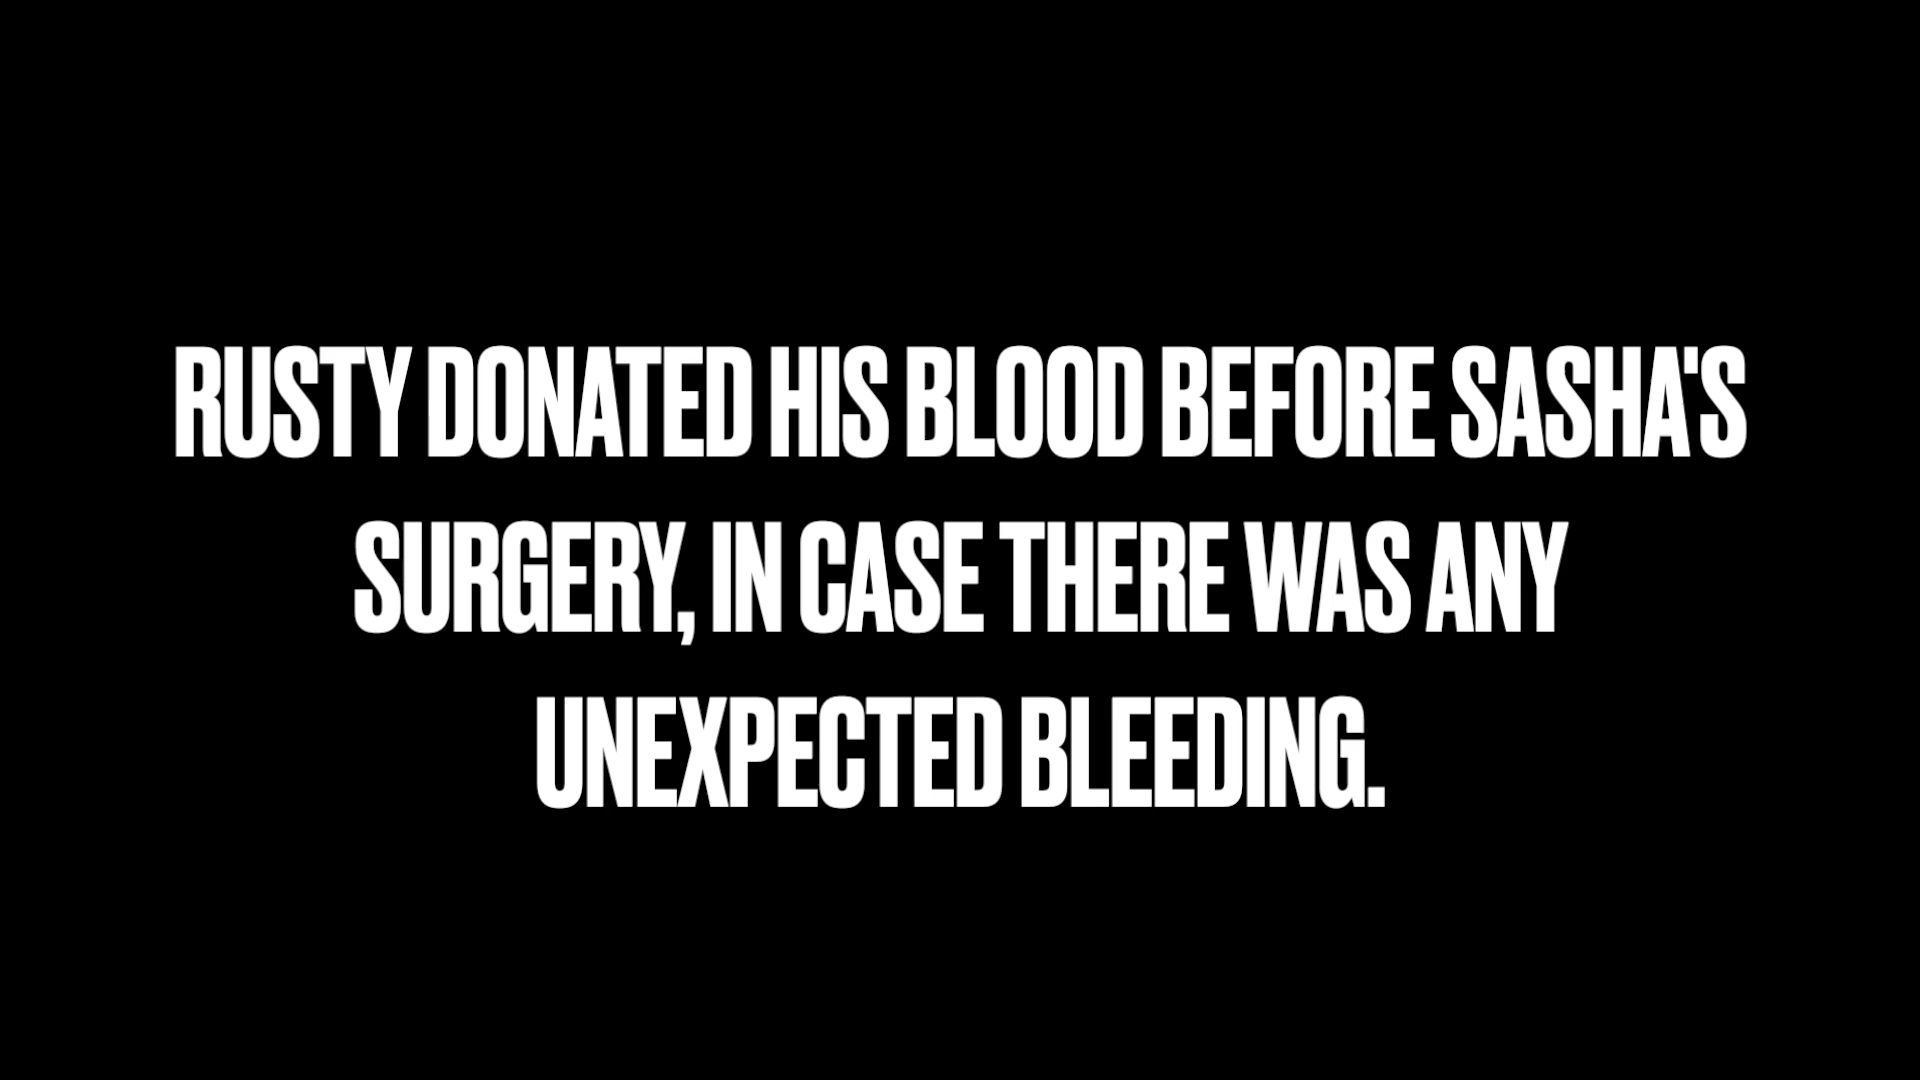 RUSTY DONATED HIS BLOOD BEFORE SASHA'S
SURGERY, IN CASE THERE WAS ANY
UNEXPECTED BLEEDING.